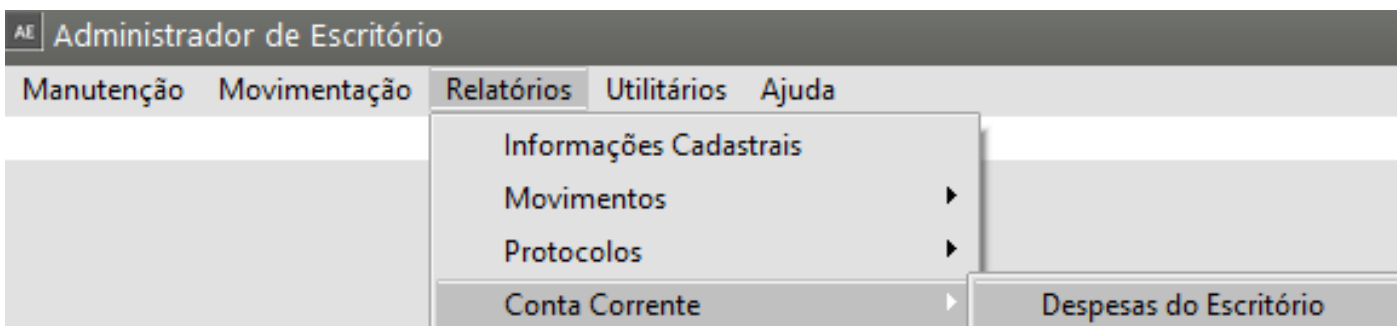 AE Administrador de Escritório
Manutenção Movimentação Relatórios Utilitários Ajuda
Informações Cadastrais
Movimentos
Protocolos
Conta Corrente Despesas do Escritório